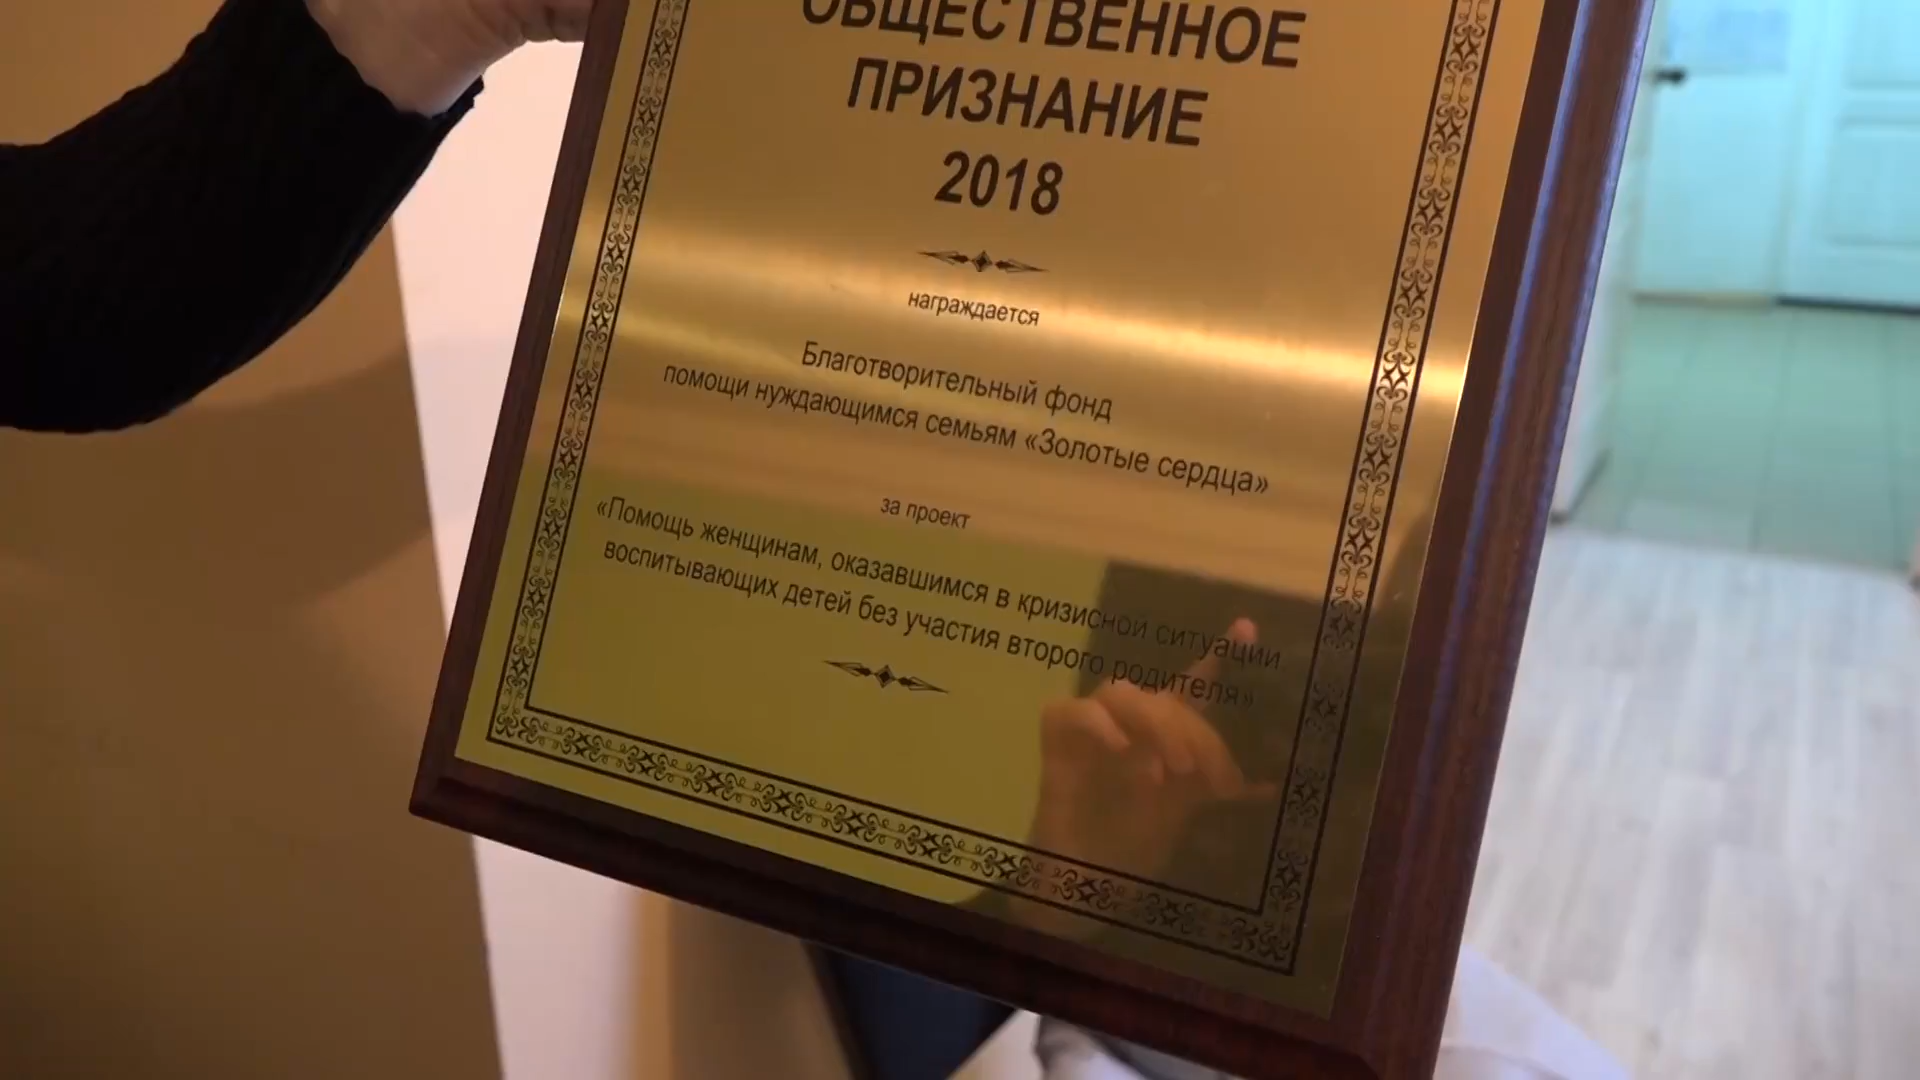 ОБЩЕСТВЕННОЕ
ПРИЗНАНИЕ
2018
награждается
Благотворительный фонд
помощи нуждающимся семьям «Золотые сердца»
за проект
«Помощь женщинам, оказавшимся в кризисной ситуации,
воспитывающих детей без участия второго родителя»